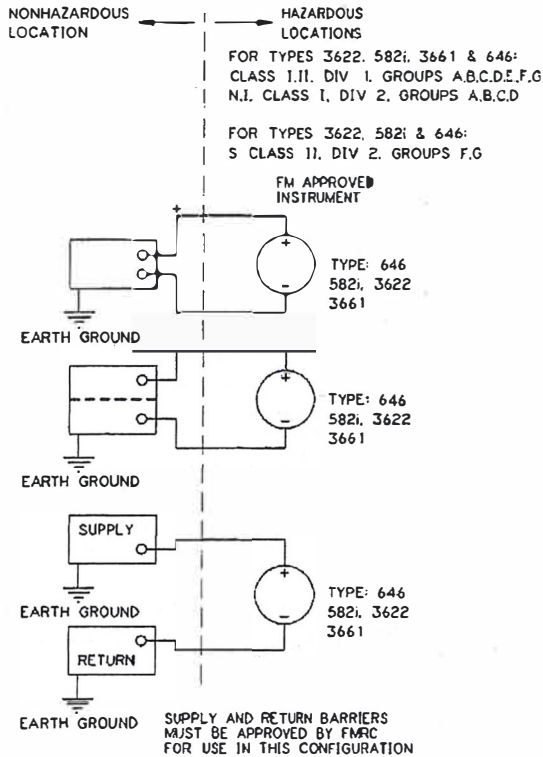 NONHAZARDOUS
LOCATION
HAZARDOUS
LOCATIONS
FOR TYPES 3622. 582i. 3661 & 646:
CLASS I.II. DIV I. GROUPS A.B.C.D.E.F.G
N.I. CLASS I, DIV 2. GROUPS A.B.C.D
FOR TYPES 3622. 582i & 646:
S CLASS II. DIV 2. GROUPS F.G
FM APPROVED
INSTRUMENT
+
+
-
TYPE: 646
582i, 3622
3661
EARTH GROUND
+
-
TYPE: 646
582i, 3622
3661
EARTH GROUND
SUPPLY
+
-
TYPE: 646
582i, 3622
3661
EARTH GROUND
RETURN
EARTH GROUND
SUPPLY AND RETURN BARRIERS
MUST BE APPROVED BY FMRC
FOR USE IN THIS CONFIGURATION